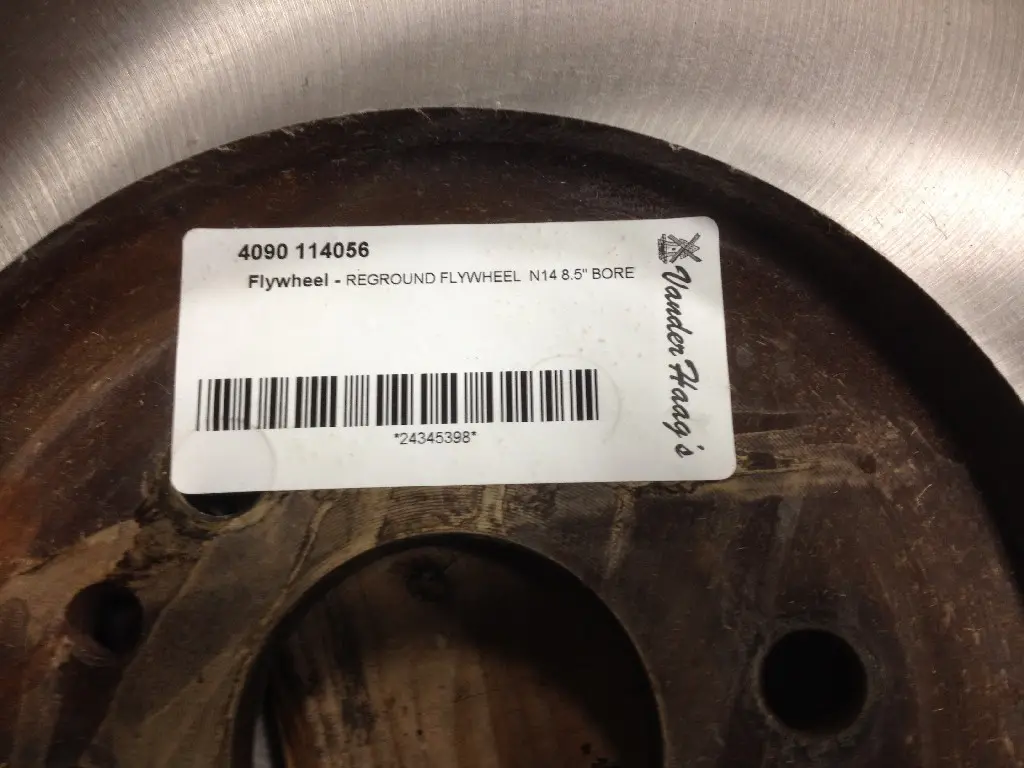 4090 114056
Flywheel - REGROUND FLYWHEEL N14 8.5" BORE
*24345398*
Vander Haag's